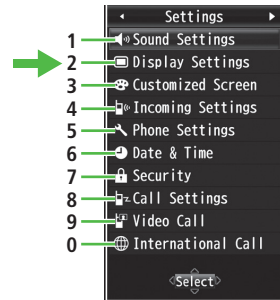 Settings
1 Sound Settings
2 Display Settings
3 Customized Screen
4 Incoming Settings
5 Phone Settings
6 Date & Time
7 Security
8 Call Settings
9 Video Call
0 International Call
Select